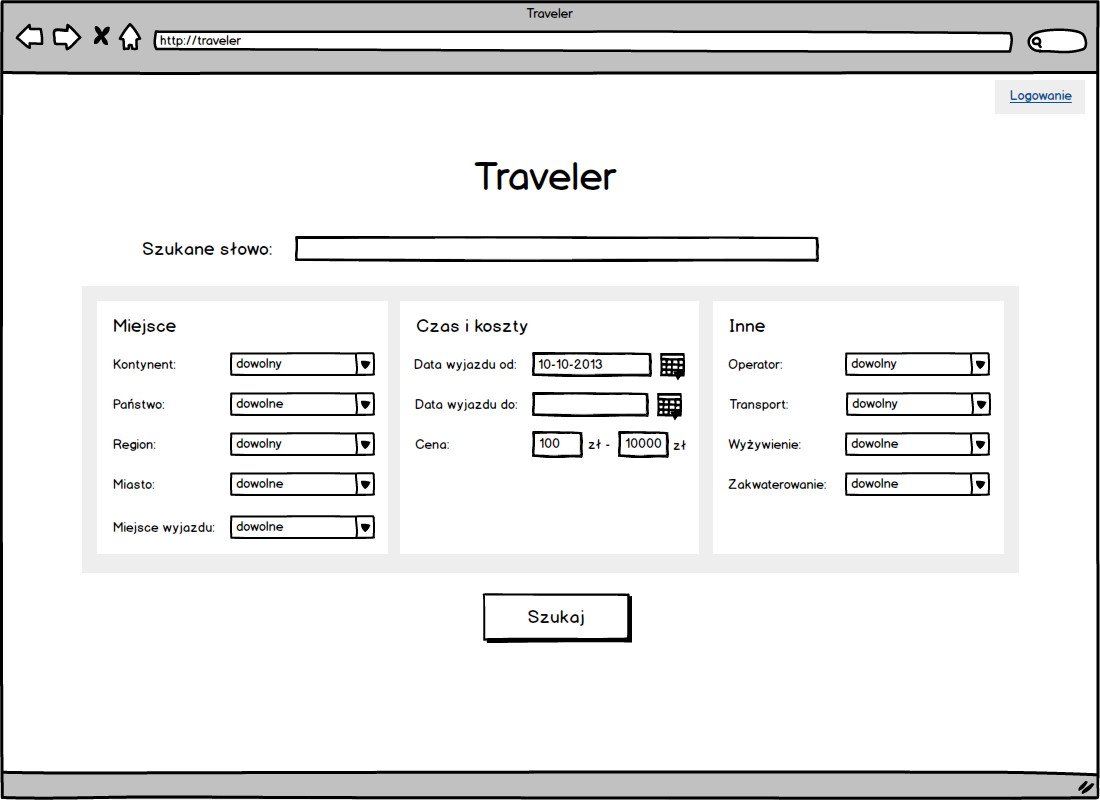 Traveler
http://traveler
Logowanie
Traveler
Szukane słowo:
Miejsce
Kontynent: dowolny
Państwo: dowolne
Region: dowolny
Miasto: dowolne
Miejsce wyjazdu: dowolne
Czas i koszty
Data wyjazdu od: 10-10-2013
Data wyjazdu do:
Cena: 100 zł - 10000 zł
Inne
Operator: dowolny
Transport: dowolny
Wyżywienie: dowolne
Zakwaterowanie: dowolne
Szukaj